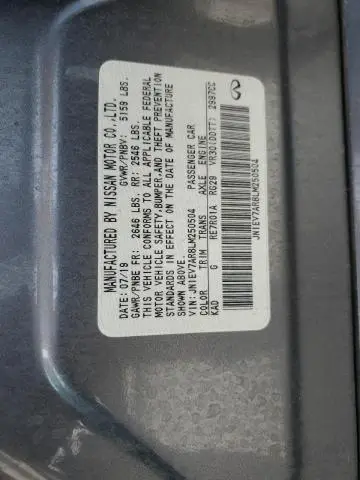 MANUFACTURED BY NISSAN MOTOR CO.,LTD.
DATE: 07/19 GVWR/PNBV: 5159 LBS.
GAWR/PNBE FR: 2646 LBS. RR: 2546 LBS.
THIS VEHICLE CONFORMS TO ALL APPLICABLE FEDERAL
MOTOR VEHICLE SAFETY,BUMPER,AND THEFT PREVENTION
STANDARDS IN EFFECT ON THE DATE OF MANUFACTURE
SHOWN ABOVE.
VIN: JN1EV7AR8LM250504 PASSENGER CAR
COLOR TRIM TRANS AXLE ENGINE
KAD G RE7R01A RG29 VR30(DDTT) 2997CC
JN1EV7AR8LM250504